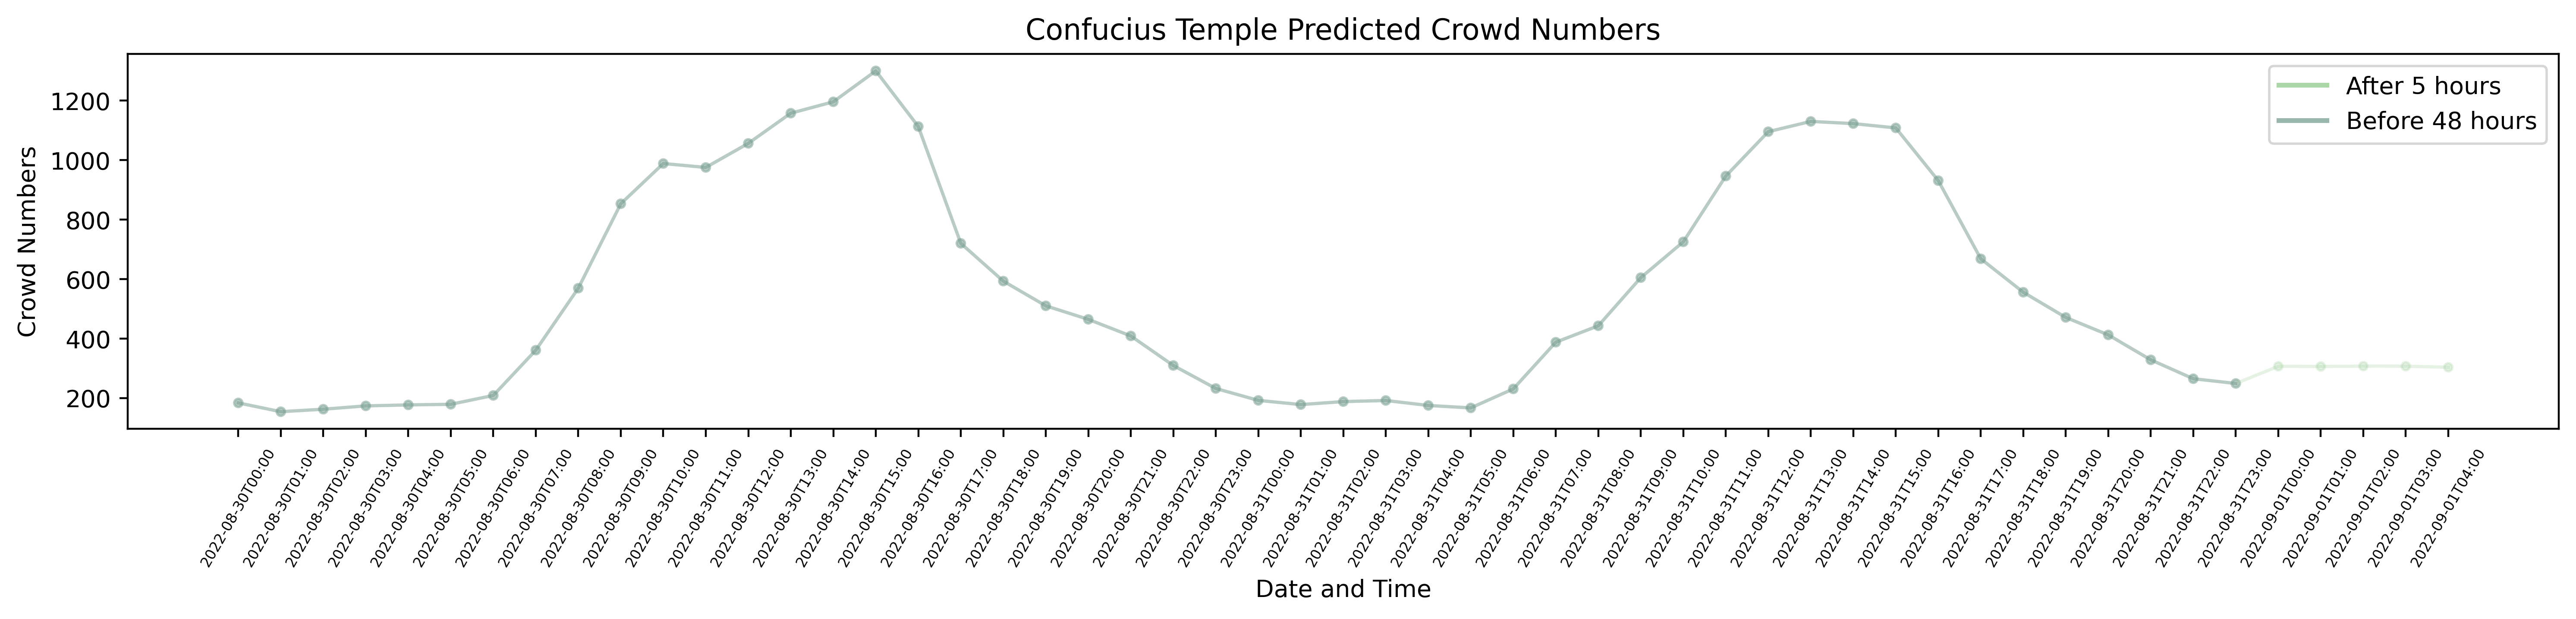 Confucius Temple Predicted Crowd Numbers
After 5 hours
Before 48 hours
Crowd Numbers
1200
1000
800
600
400
200
2022-08-30T00:00
2022-08-30T01:00
2022-08-30T02:00
2022-08-30T03:00
2022-08-30T04:00
2022-08-30T05:00
2022-08-30T06:00
2022-08-30T07:00
2022-08-30T08:00
2022-08-30T09:00
2022-08-30T10:00
2022-08-30T11:00
2022-08-30T12:00
2022-08-30T13:00
2022-08-30T14:00
2022-08-30T15:00
2022-08-30T16:00
2022-08-30T17:00
2022-08-30T18:00
2022-08-30T19:00
2022-08-30T20:00
2022-08-30T21:00
2022-08-30T22:00
2022-08-30T23:00
2022-08-31T00:00
2022-08-31T01:00
2022-08-31T02:00
2022-08-31T03:00
2022-08-31T04:00
2022-08-31T05:00
2022-08-31T06:00
2022-08-31T07:00
2022-08-31T08:00
2022-08-31T09:00
2022-08-31T10:00
2022-08-31T11:00
2022-08-31T12:00
2022-08-31T13:00
2022-08-31T14:00
2022-08-31T15:00
2022-08-31T16:00
2022-08-31T17:00
2022-08-31T18:00
2022-08-31T19:00
2022-08-31T20:00
2022-08-31T21:00
2022-08-31T22:00
2022-08-31T23:00
2022-09-01T00:00
2022-09-01T01:00
2022-09-01T02:00
2022-09-01T03:00
2022-09-01T04:00
Date and Time